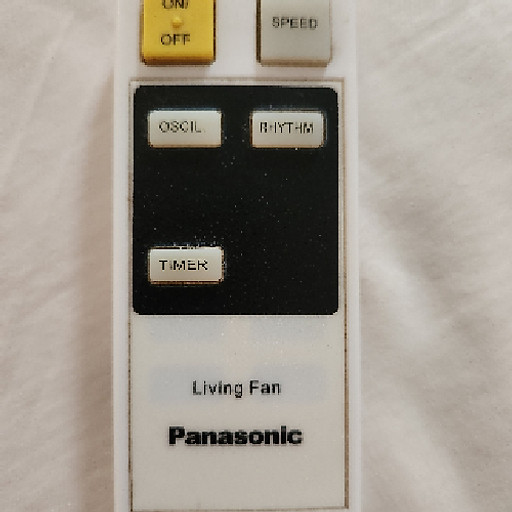 ON/ SPEED
OFF
OSCIL. RHYTHM
TIMER
Living Fan
Panasonic